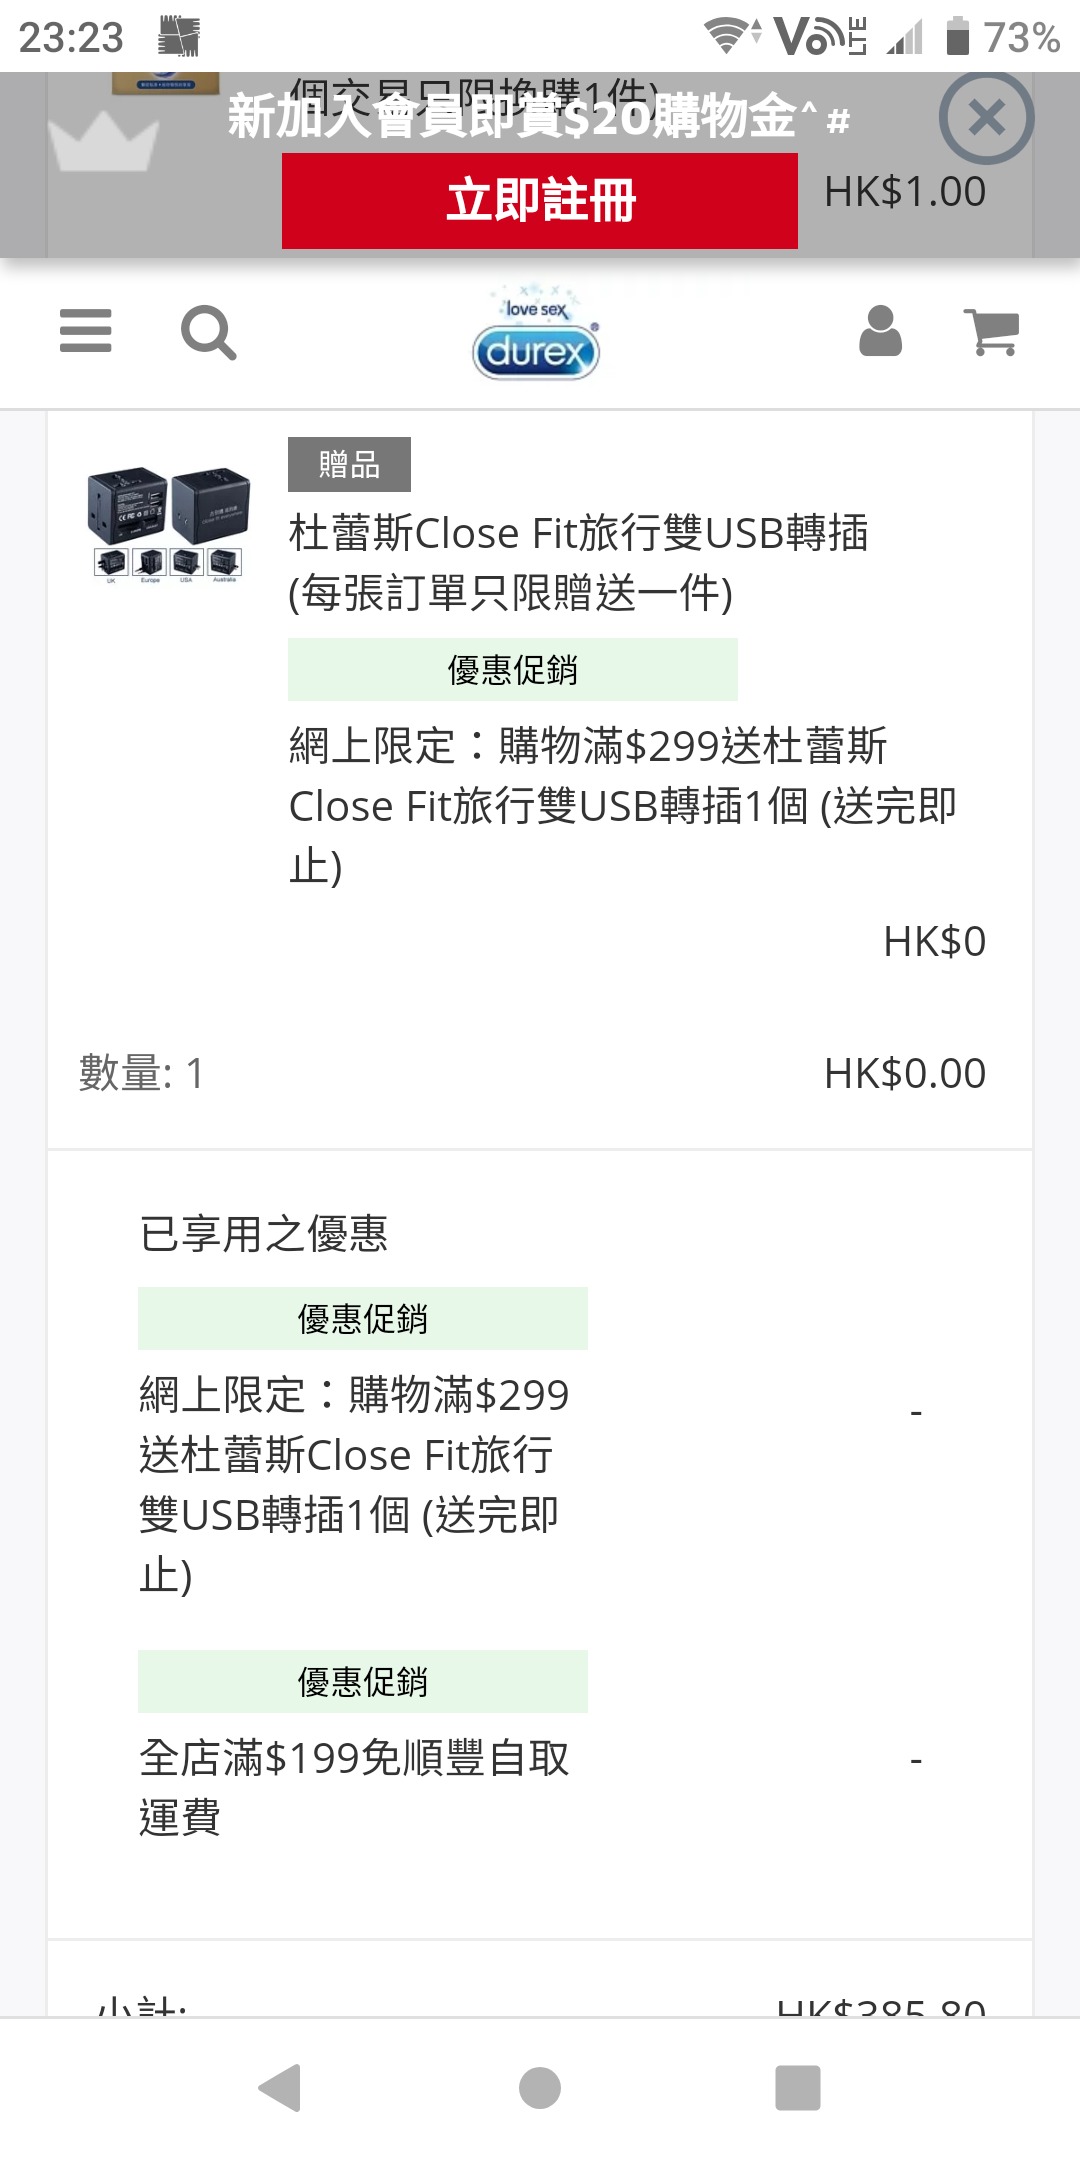 23:23
VoLTE
73%
個交易只限換購1件)
新加入會員即賞$20購物金^ #
立即註冊
HK$1.00
love sex
durex
贈品
杜蕾斯Close Fit旅行雙USB轉插
(每張訂單只限贈送一件)
UK Europe USA Australia
優惠促銷
網上限定：購物滿$299送杜蕾斯
Close Fit旅行雙USB轉插1個 (送完即
止)
HK$0
數量: 1
HK$0.00
已享用之優惠
優惠促銷
網上限定：購物滿$299
送杜蕾斯Close Fit旅行
雙USB轉插1個 (送完即
止)
-
優惠促銷
全店滿$199免順豐自取
運費
-
小計:
HK$385.80